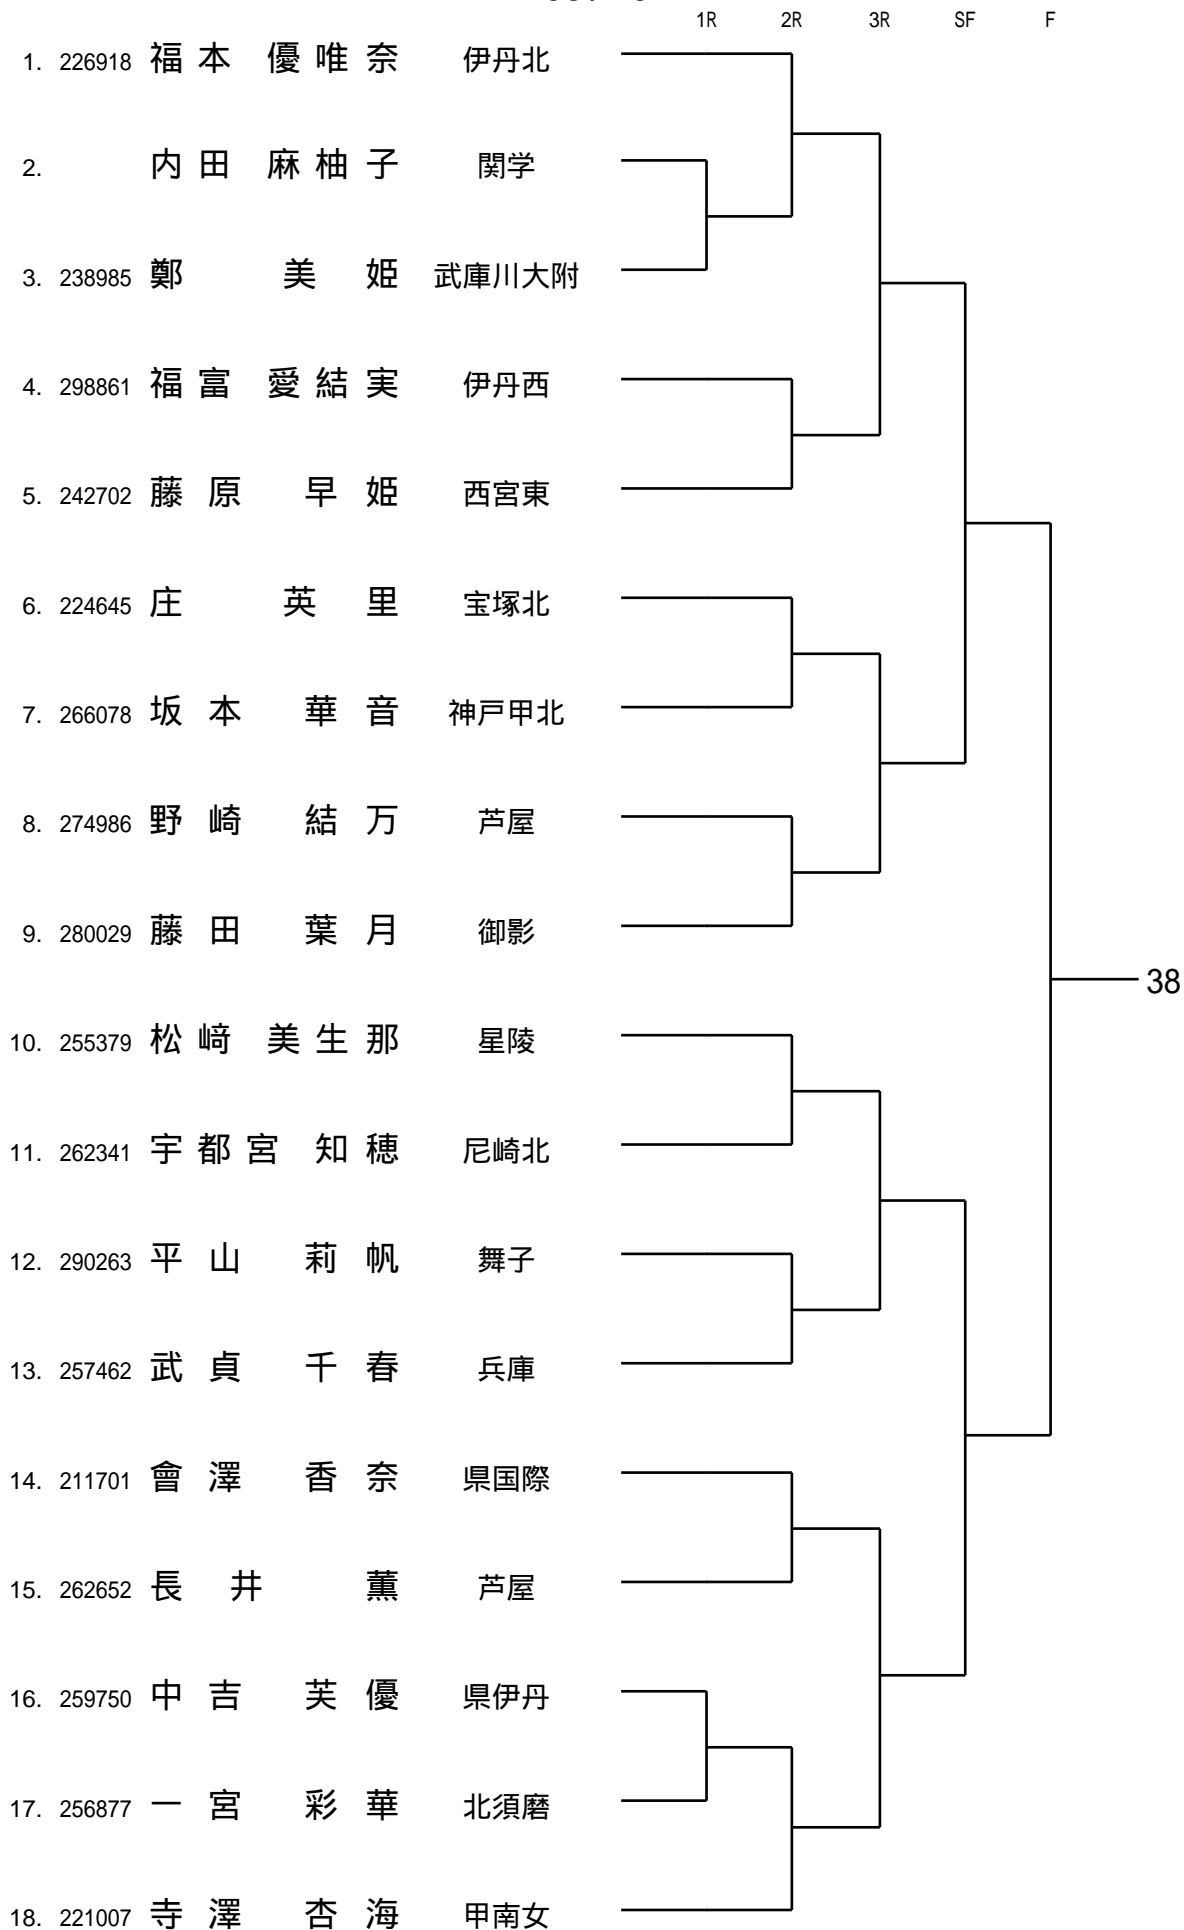 1R 2R 3R SF F
1. 226918 福本 優唯奈 伊丹北
2. 内田 麻柚子 関学
3. 238985 鄭 美姫 武庫川大附
4. 298861 福富 愛結実 伊丹西
5. 242702 藤原 早姫 西宮東
6. 224645 庄 英里 宝塚北
7. 266078 坂本 華音 神戸甲北
8. 274986 野崎 結万 芦屋
9. 280029 藤田 葉月 御影
38
10. 255379 松﨑 美生那 星陵
11. 262341 宇都宮 知穂 尼崎北
12. 290263 平山 莉帆 舞子
13. 257462 武貞 千春 兵庫
14. 211701 會澤 香奈 県国際
15. 262652 長井 薫 芦屋
16. 259750 中吉 芙優 県伊丹
17. 256877 一宮 彩華 北須磨
18. 221007 寺澤 杏海 甲南女